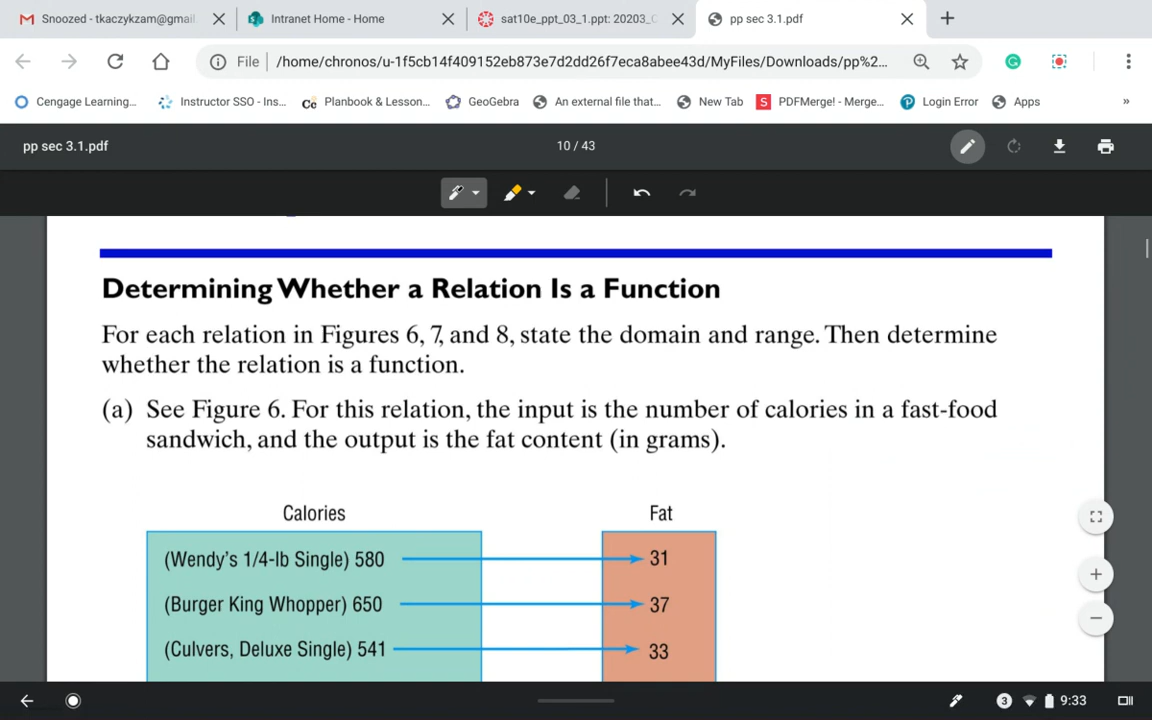 Snoozed - tkaczykzam@gmail
Intranet Home - Home
sat10e_ppt_03_1.ppt: 20203_C
pp sec 3.1.pdf
File
/home/chronos/u-1f5cb14f409152eb873e7d2dd26f7eca8abee43d/MyFiles/Downloads/pp%2...
Cengage Learning...
Instructor SSO - Ins...
Cc Planbook & Lesson...
GeoGebra
An external file that...
New Tab
S PDFMerge! - Merge...
Login Error
Apps
»
pp sec 3.1.pdf
10 / 43
Determining Whether a Relation Is a Function
For each relation in Figures 6, 7, and 8, state the domain and range. Then determine
whether the relation is a function.
(a) See Figure 6. For this relation, the input is the number of calories in a fast-food
sandwich, and the output is the fat content (in grams).
Calories
Fat
(Wendy's 1/4-lb Single) 580
31
(Burger King Whopper) 650
37
(Culvers, Deluxe Single) 541
33
3
9:33